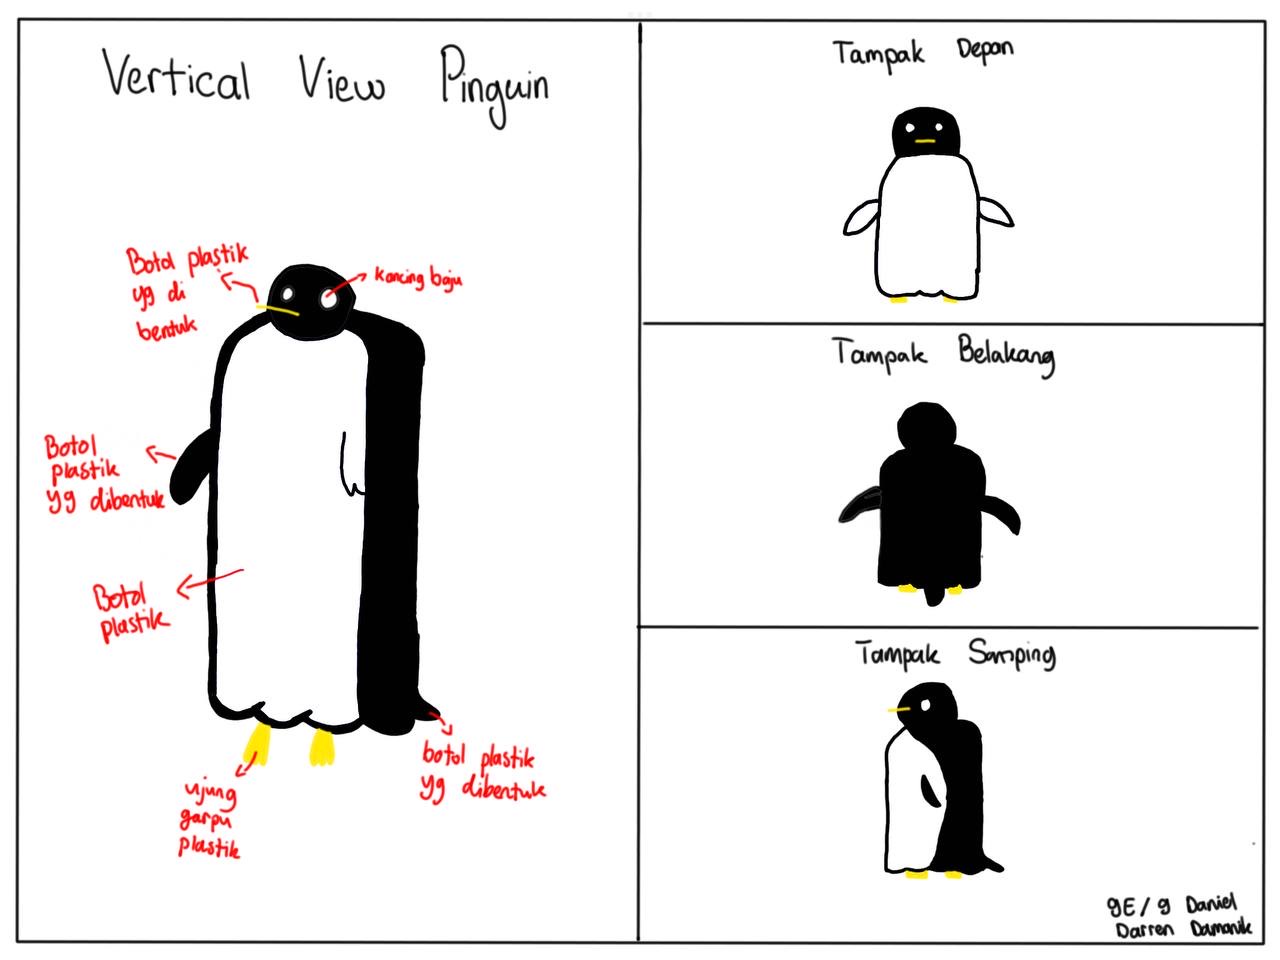 Vertical View Pinguin
Botol plastik
yg di
bentuk
kancing baju
Botol
plastik
yg dibentuk
Botol
plastik
ujung
garpu
plastik
botol plastik
yg dibentuk
Tampak Depan
Tampak Belakang
Tampak Samping
9E/9 Daniel
Darren Damanik